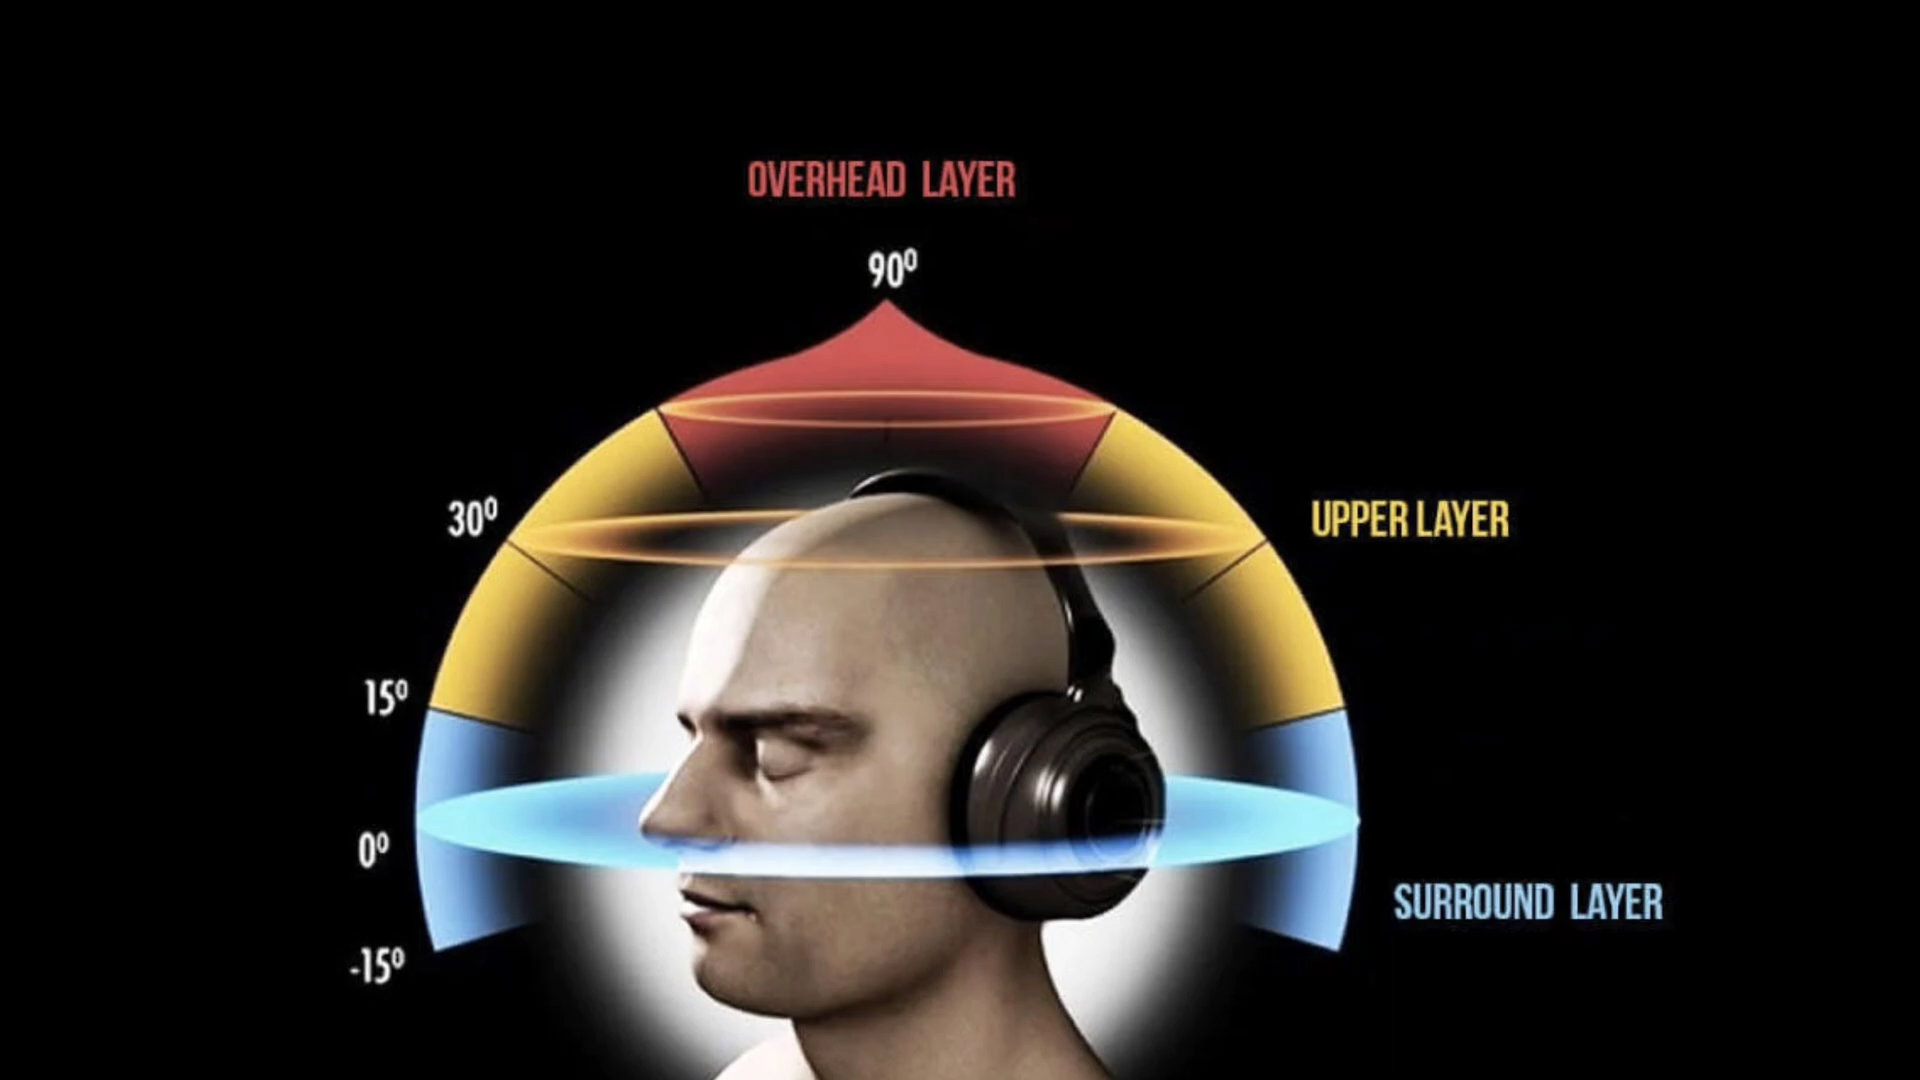 OVERHEAD LAYER
90⁰
30⁰
UPPER LAYER
15⁰
0⁰
SURROUND LAYER
-15⁰